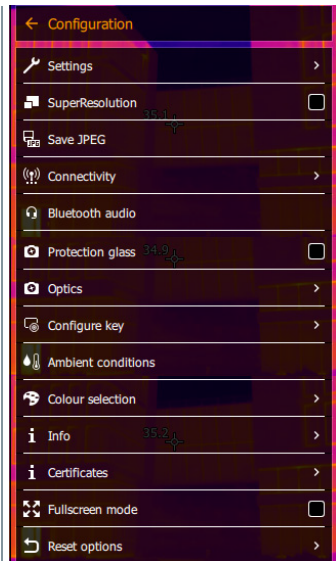 Configuration
Settings
SuperResolution
35.1
Save JPEG
Connectivity
Bluetooth audio
Protection glass
34.9
Optics
Configure key
Ambient conditions
Colour selection
Info
35.2
Certificates
Fullscreen mode
Reset options